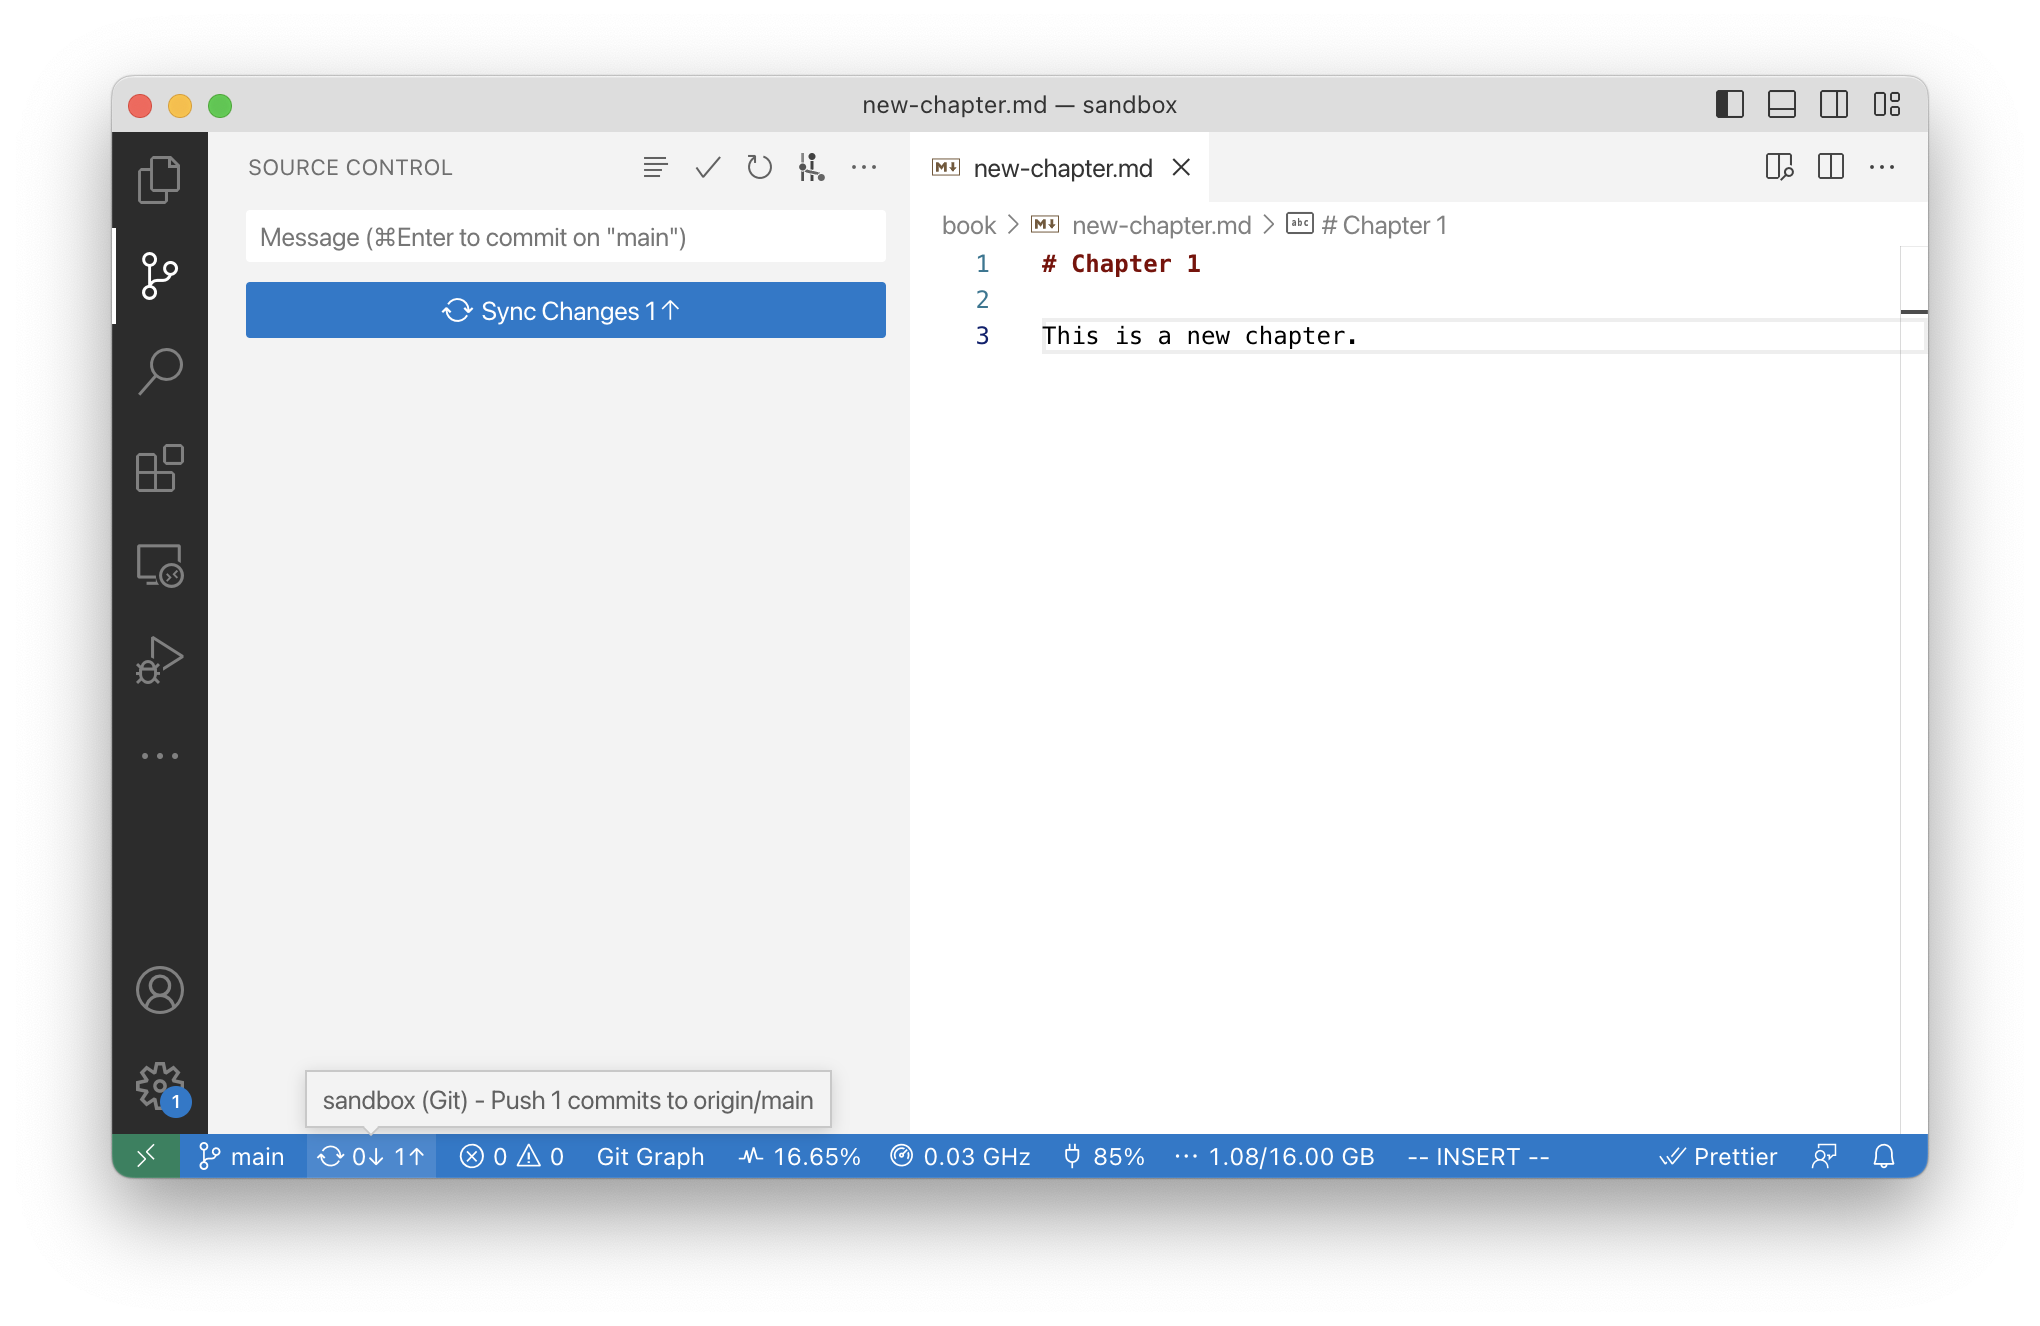 new-chapter.md — sandbox
SOURCE CONTROL
Message (⌘Enter to commit on "main")
Sync Changes 1↑
new-chapter.md
book > new-chapter.md > abc # Chapter 1
1 # Chapter 1
2
3 This is a new chapter.
1
sandbox (Git) - Push 1 commits to origin/main
main 0↓ 1↑ 0 0 Git Graph 16.65% 0.03 GHz 85% ··· 1.08/16.00 GB -- INSERT -- Prettier